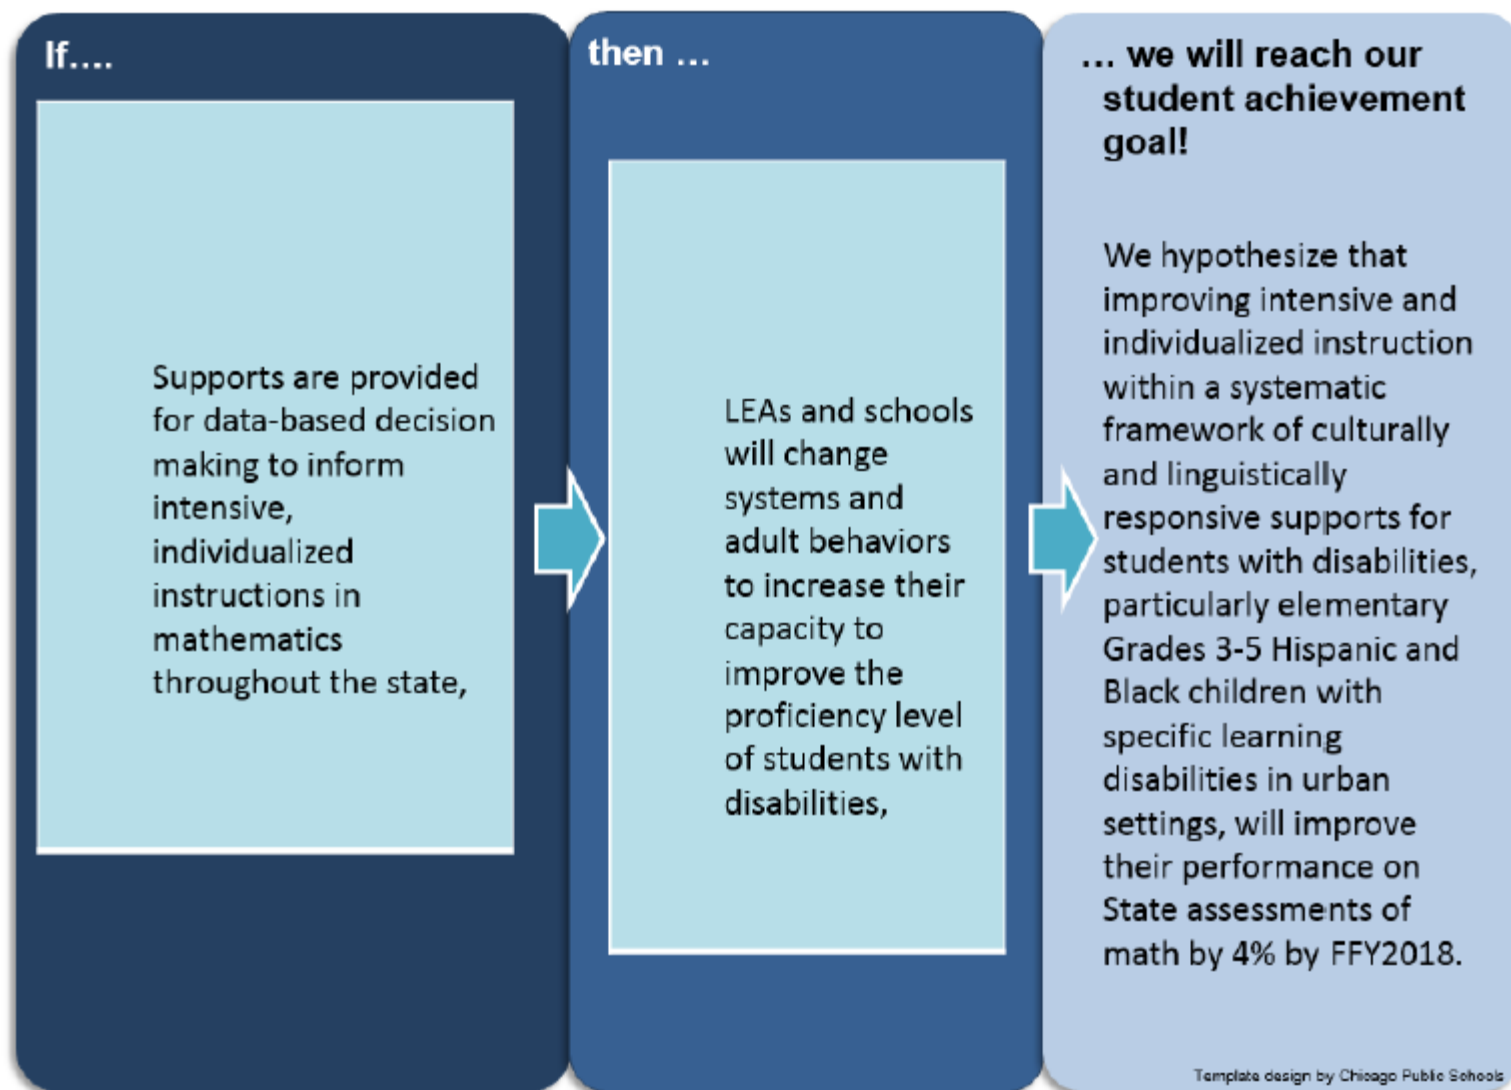 If....
Supports are provided
for data-based decision
making to inform
intensive,
individualized
instructions in
mathematics
throughout the state,
then ...
LEAs and schools
will change
systems and
adult behaviors
to increase their
capacity to
improve the
proficiency level
of students with
disabilities,
... we will reach our
student achievement
goal!
We hypothesize that
improving intensive and
individualized instruction
within a systematic
framework of culturally
and linguistically
responsive supports for
students with disabilities,
particularly elementary
Grades 3-5 Hispanic and
Black children with
specific learning
disabilities in urban
settings, will improve
their performance on
State assessments of
math by 4% by FFY2018.
Template design by Chicago Public Schools